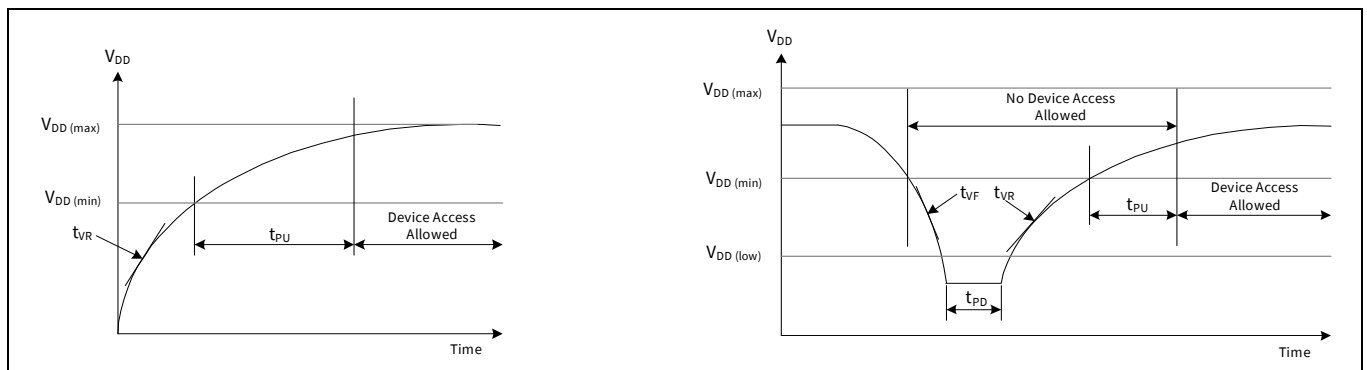 VDD
VDD (max)
VDD (min)
tVR
tPU
Device Access
Allowed
Time
VDD
VDD (max)
No Device Access
Allowed
VDD (min)
tVF
tVR
tPU
Device Access
Allowed
VDD (low)
tPD
Time